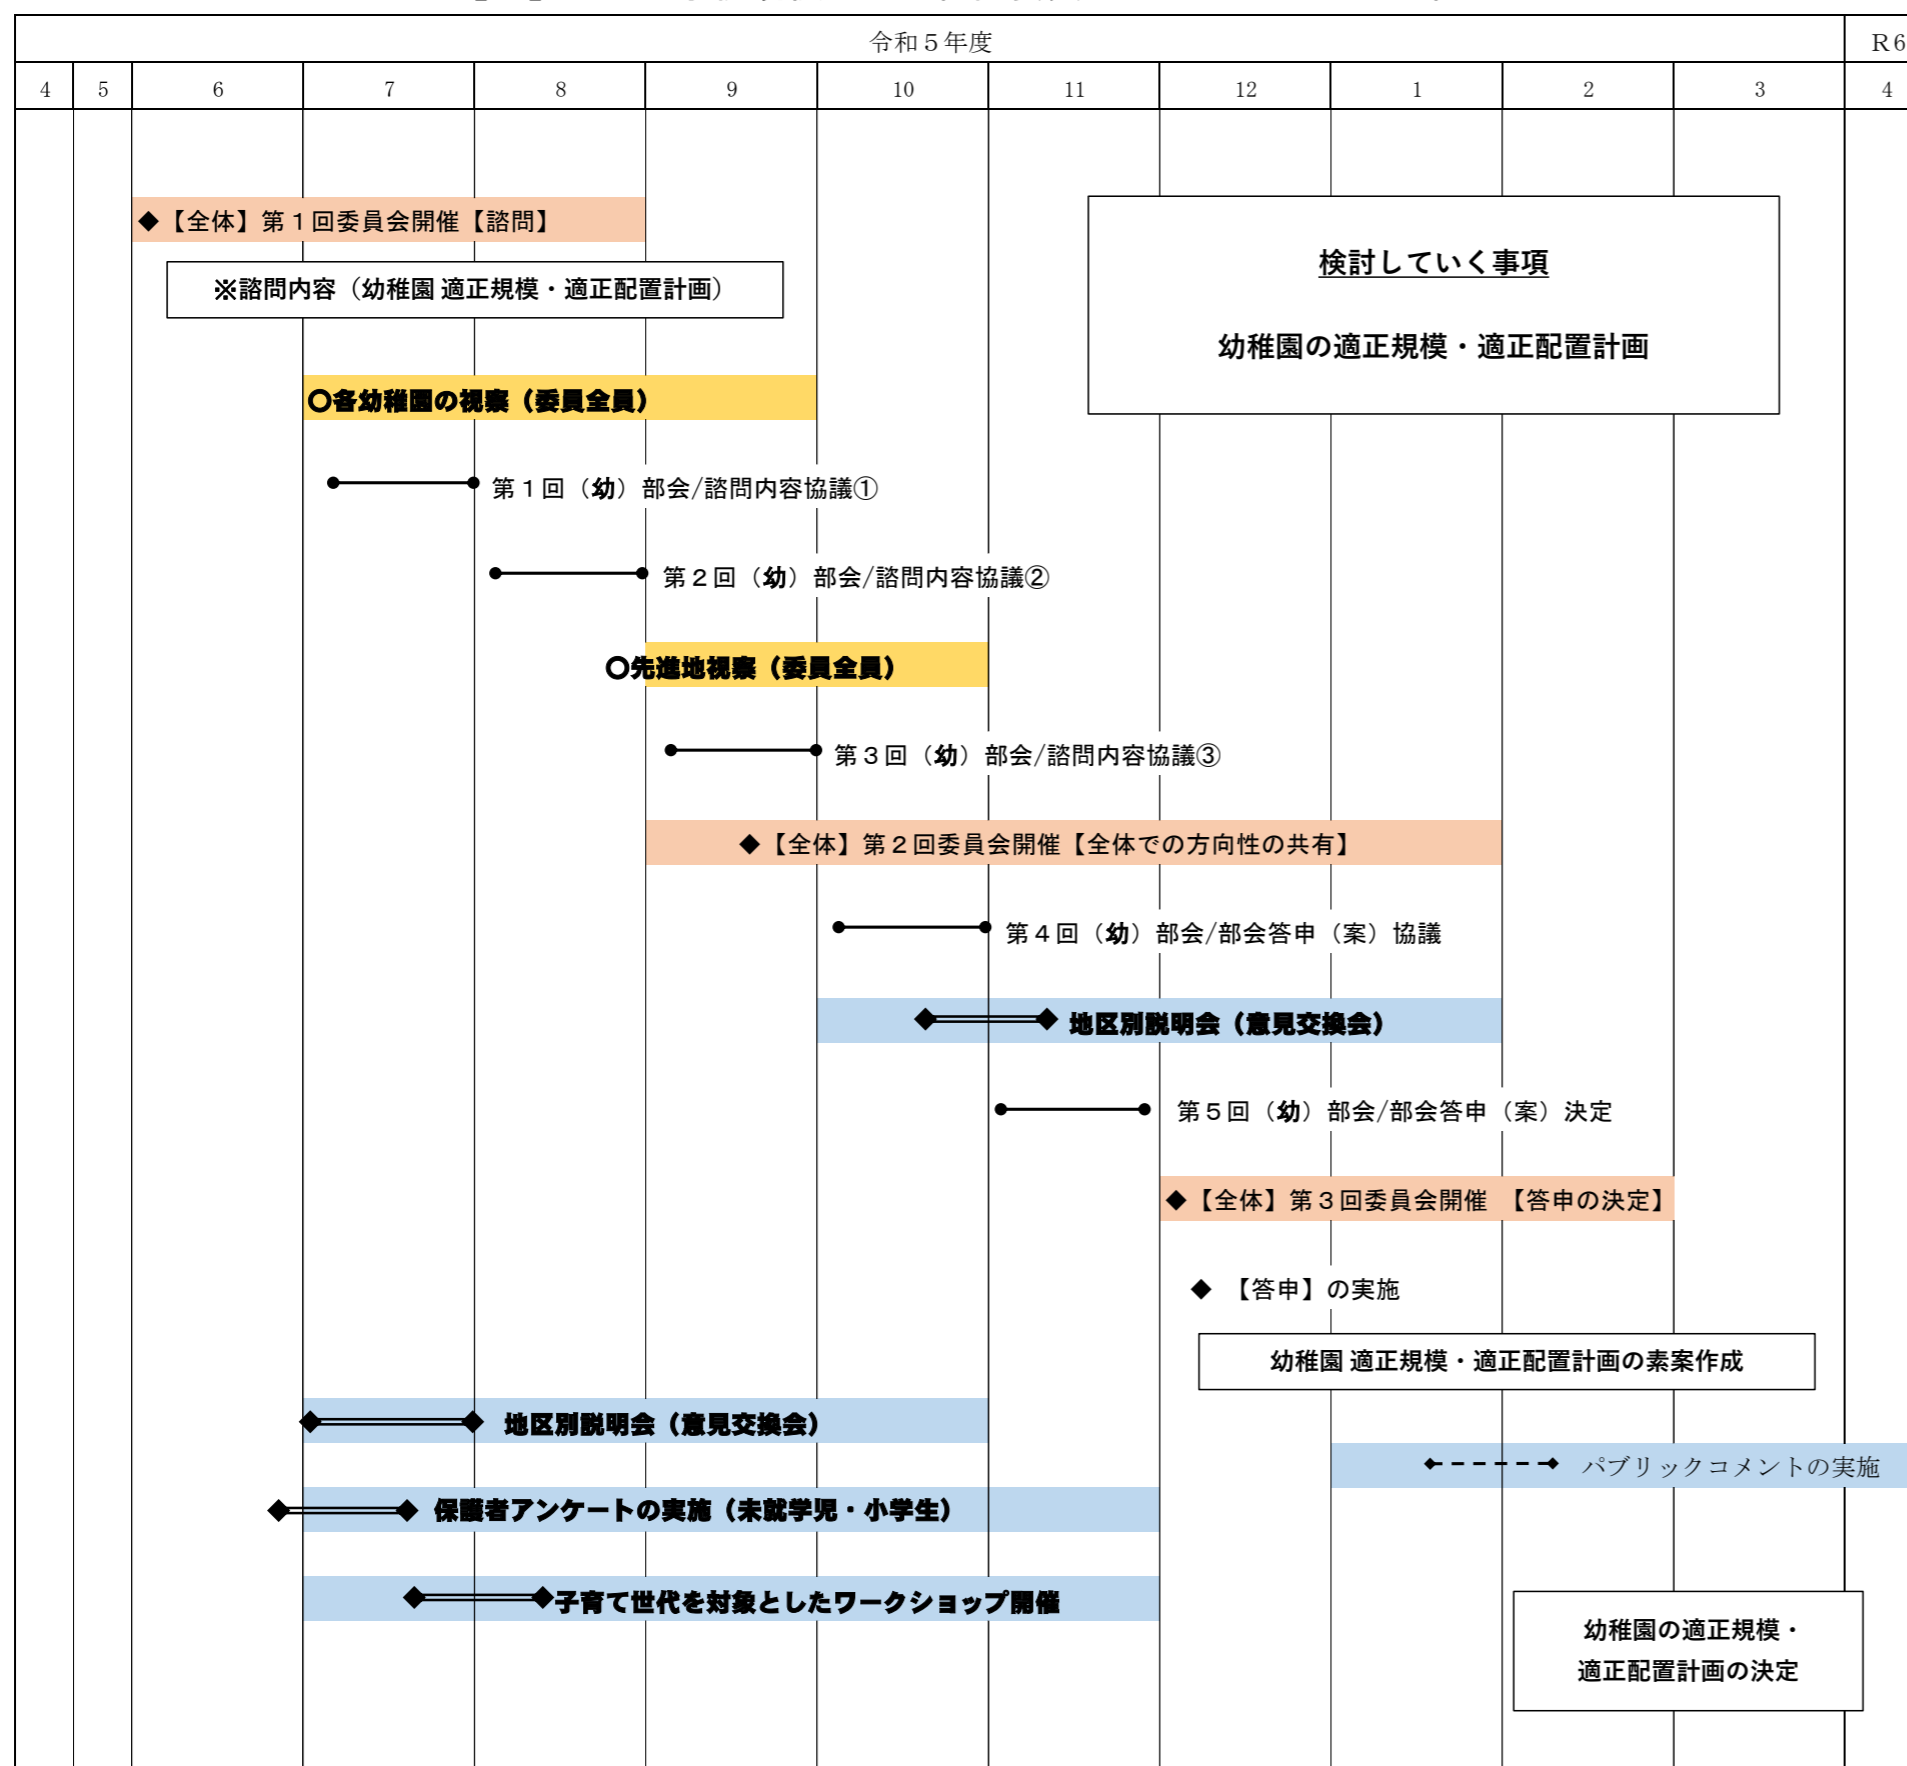 令和５年度
R6
4 5 6 7 8 9 10 11 12 1 2 3 4
◆【全体】第１回委員会開催【諮問】
※諮問内容（幼稚園 適正規模・適正配置計画）
検討していく事項
幼稚園の適正規模・適正配置計画
〇各幼稚園の視察（委員全員）
第１回（幼）部会/諮問内容協議①
第２回（幼）部会/諮問内容協議②
〇先進地視察（委員全員）
第３回（幼）部会/諮問内容協議③
◆【全体】第２回委員会開催【全体での方向性の共有】
第４回（幼）部会/部会答申（案）協議
地区別説明会（意見交換会）
第５回（幼）部会/部会答申（案）決定
◆【全体】第３回委員会開催 【答申の決定】
◆ 【答申】の実施
幼稚園 適正規模・適正配置計画の素案作成
地区別説明会（意見交換会）
パブリックコメントの実施
保護者アンケートの実施（未就学児・小学生）
子育て世代を対象としたワークショップ開催
幼稚園の適正規模・
適正配置計画の決定